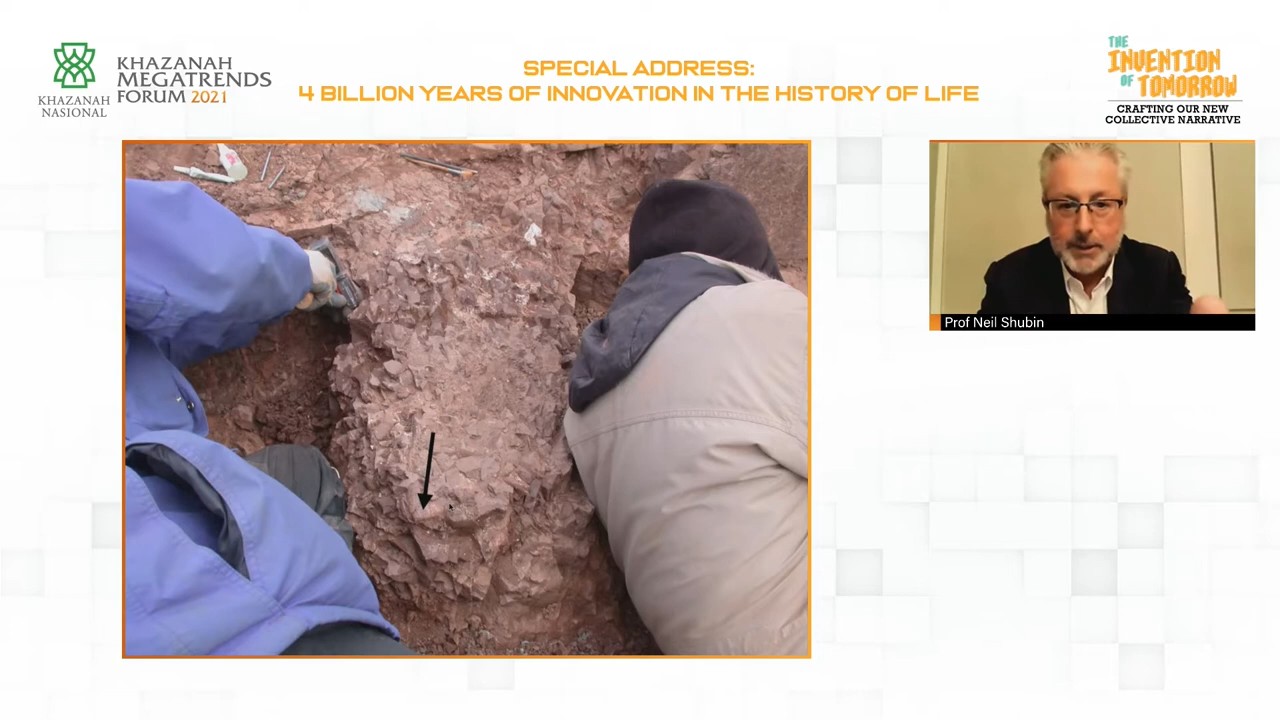 KHAZANAH
NASIONAL
KHAZANAH
MEGATRENDS
FORUM 2021
SPECIAL ADDRESS:
4 BILLION YEARS OF INNOVATION IN THE HISTORY OF LIFE
THE
INVENTION
OF TOMORROW
CRAFTING OUR NEW
COLLECTIVE NARRATIVE
Prof Neil Shubin